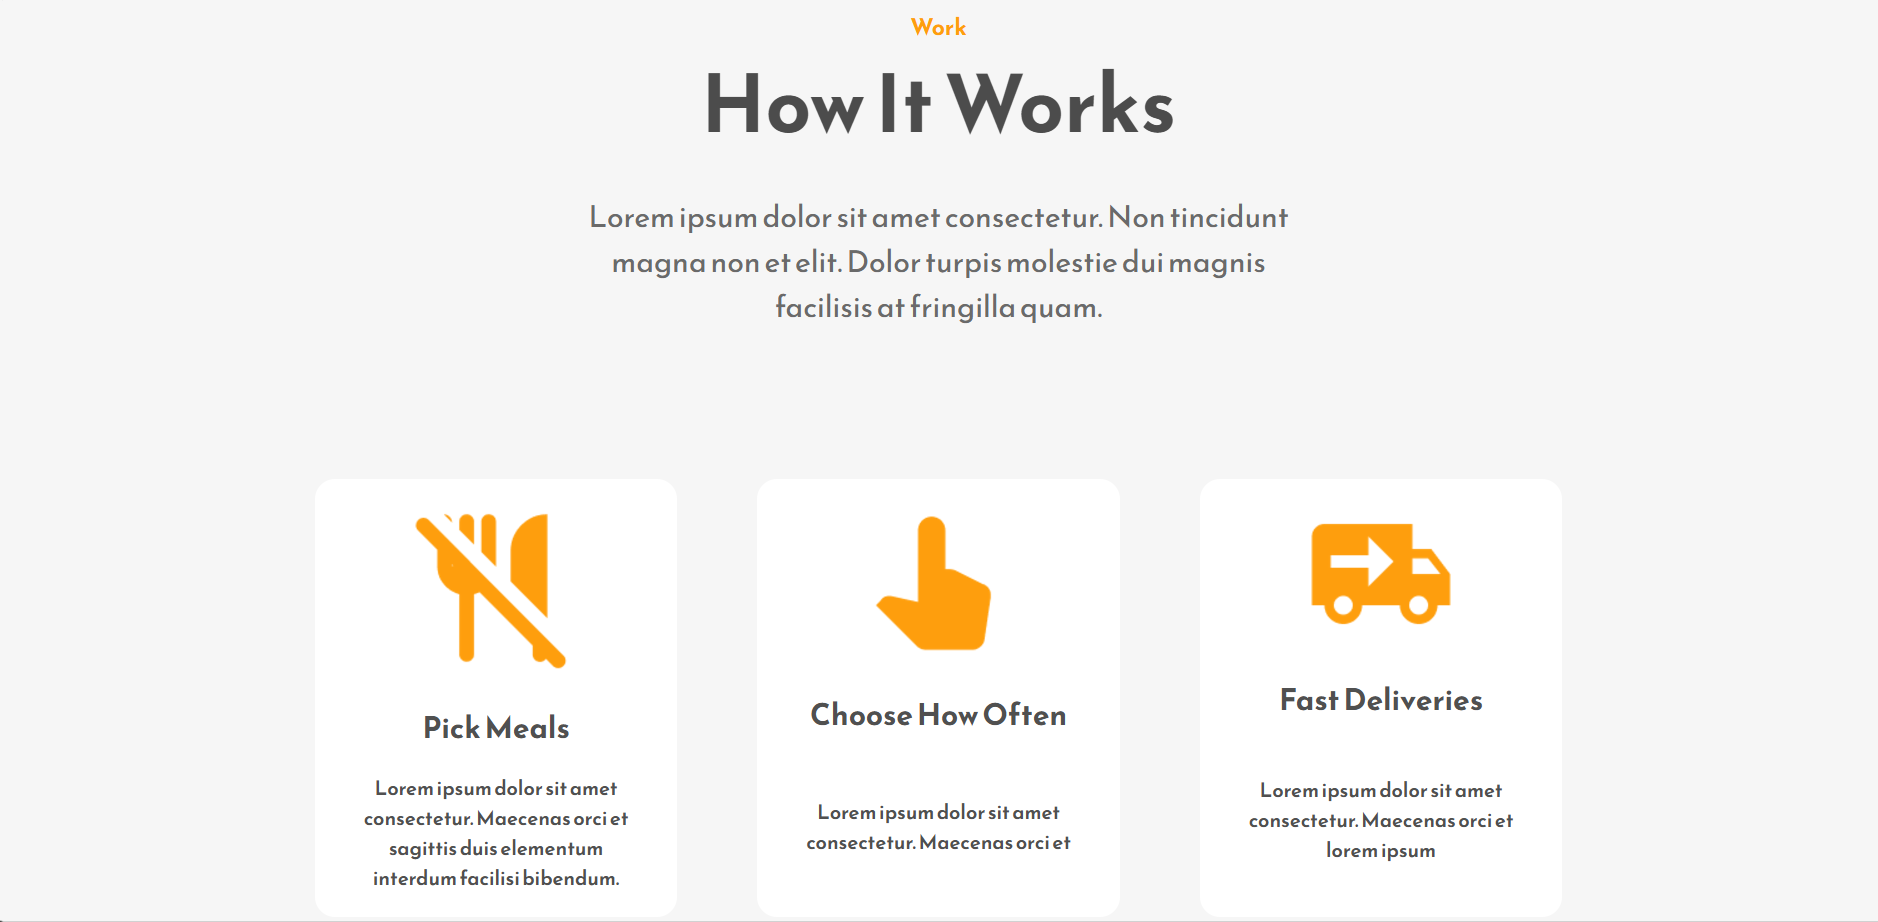 Work
How It Works
Lorem ipsum dolor sit amet consectetur. Non tincidunt
magna non et elit. Dolor turpis molestie dui magnis
facilisis at fringilla quam.
Pick Meals
Lorem ipsum dolor sit amet
consectetur. Maecenas orci et
sagittis duis elementum
interdum facilisi bibendum.
Choose How Often
Lorem ipsum dolor sit amet
consectetur. Maecenas orci et
Fast Deliveries
Lorem ipsum dolor sit amet
consectetur. Maecenas orci et
lorem ipsum